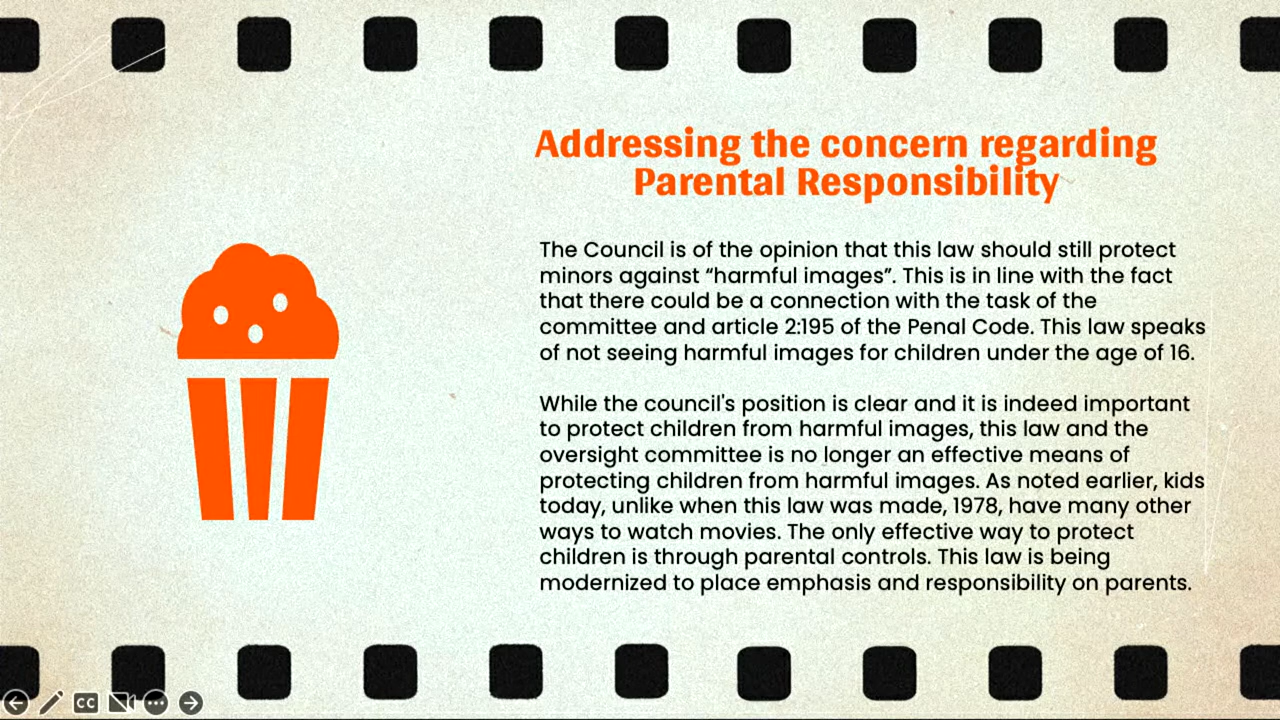 Addressing the concern regarding
Parental Responsibility
The Council is of the opinion that this law should still protect
minors against “harmful images”. This is in line with the fact
that there could be a connection with the task of the
committee and article 2:195 of the Penal Code. This law speaks
of not seeing harmful images for children under the age of 16.
While the council's position is clear and it is indeed important
to protect children from harmful images, this law and the
oversight committee is no longer an effective means of
protecting children from harmful images. As noted earlier, kids
today, unlike when this law was made, 1978, have many other
ways to watch movies. The only effective way to protect
children is through parental controls. This law is being
modernized to place emphasis and responsibility on parents.
CC